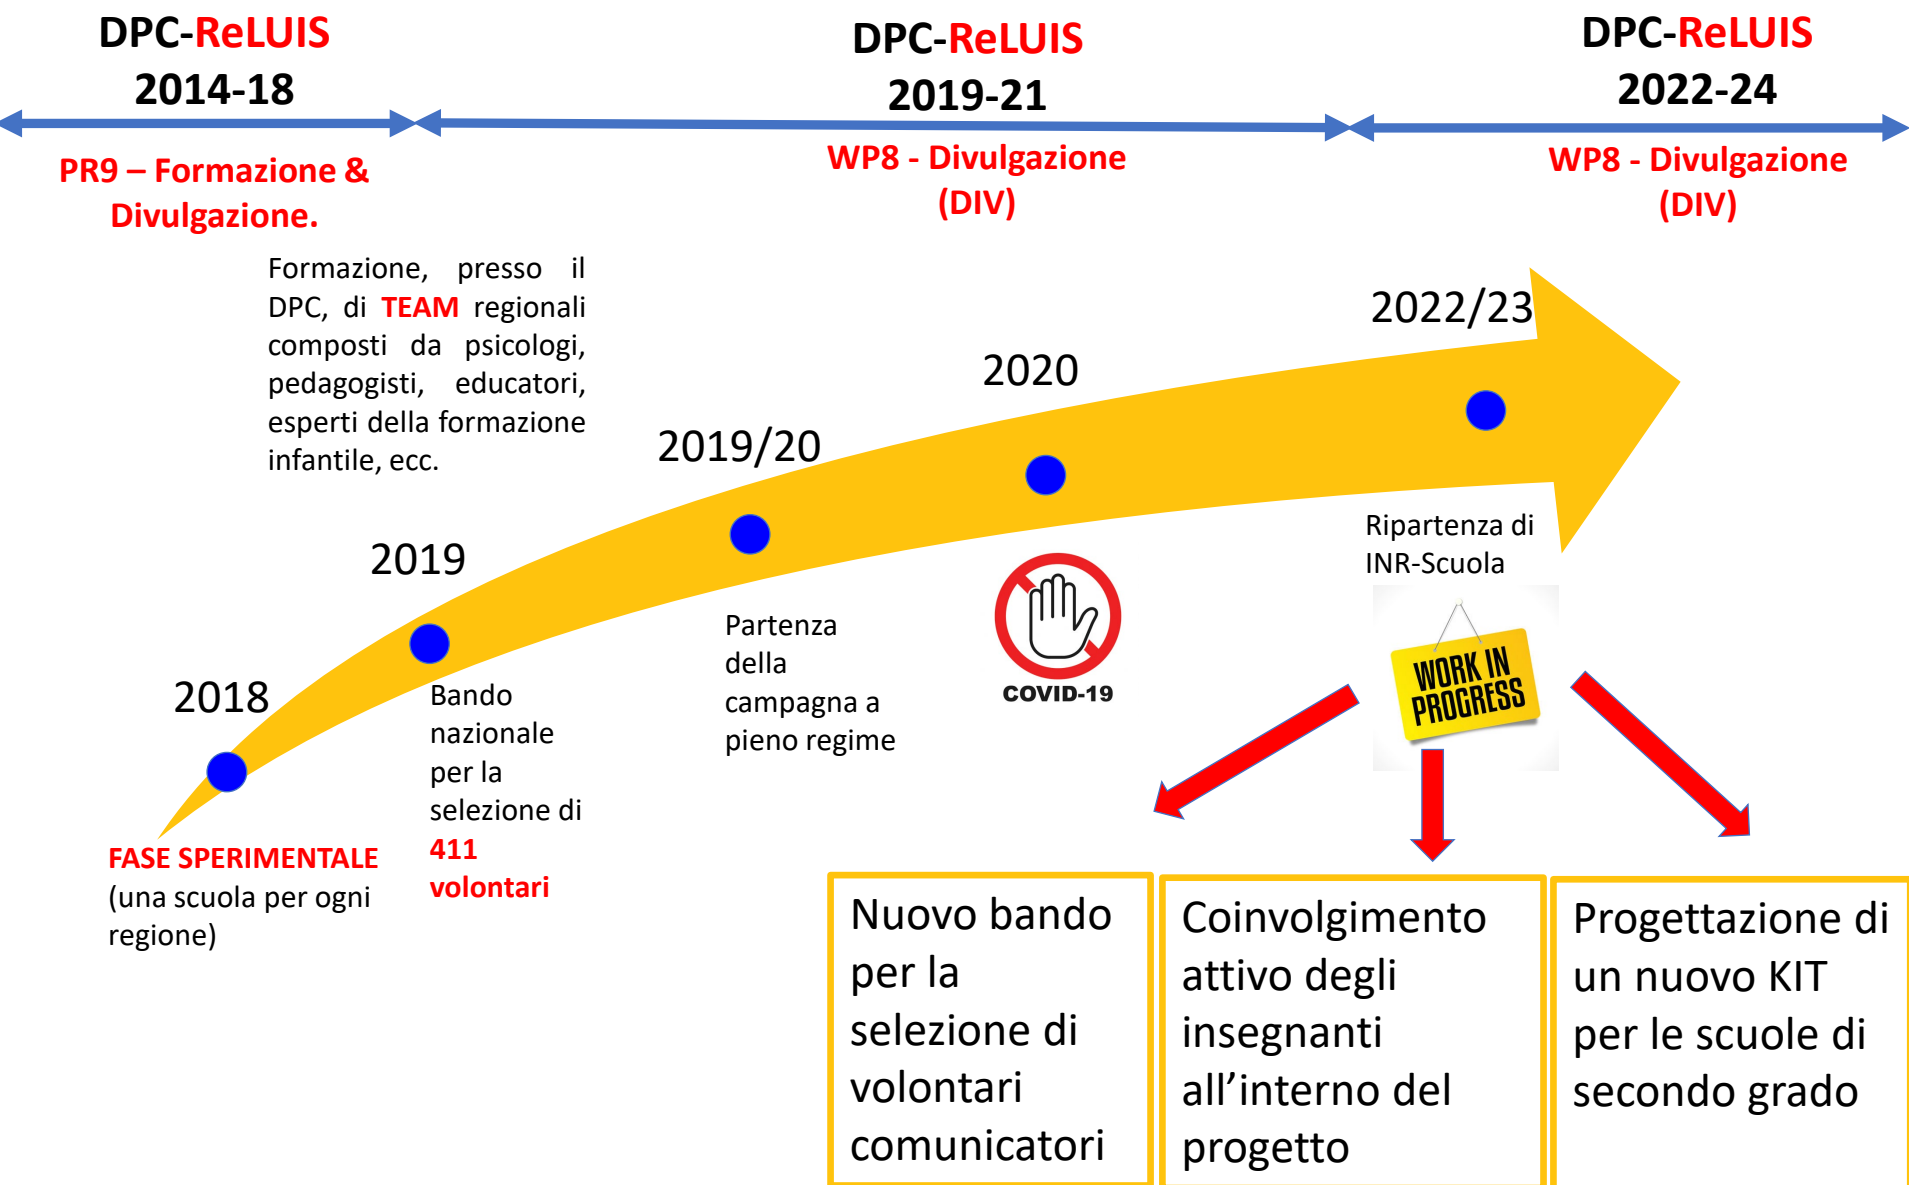 DPC-ReLUIS
2014-18
DPC-ReLUIS
2019-21
DPC-ReLUIS
2022-24
PR9 – Formazione &
Divulgazione.
WP8 - Divulgazione
(DIV)
WP8 - Divulgazione
(DIV)
Formazione, presso il
DPC, di TEAM regionali
composti da psicologi,
pedagogisti, educatori,
esperti della formazione
infantile, ecc.
2018
FASE SPERIMENTALE
(una scuola per ogni
regione)
2019
Bando
nazionale
per la
selezione di
411
volontari
2019/20
Partenza
della
campagna a
pieno regime
2020
COVID-19
2022/23
Ripartenza di
INR-Scuola
WORK IN
PROGRESS
Nuovo bando
per la
selezione di
volontari
comunicatori
Coinvolgimento
attivo degli
insegnanti
all’interno del
progetto
Progettazione di
un nuovo KIT
per le scuole di
secondo grado